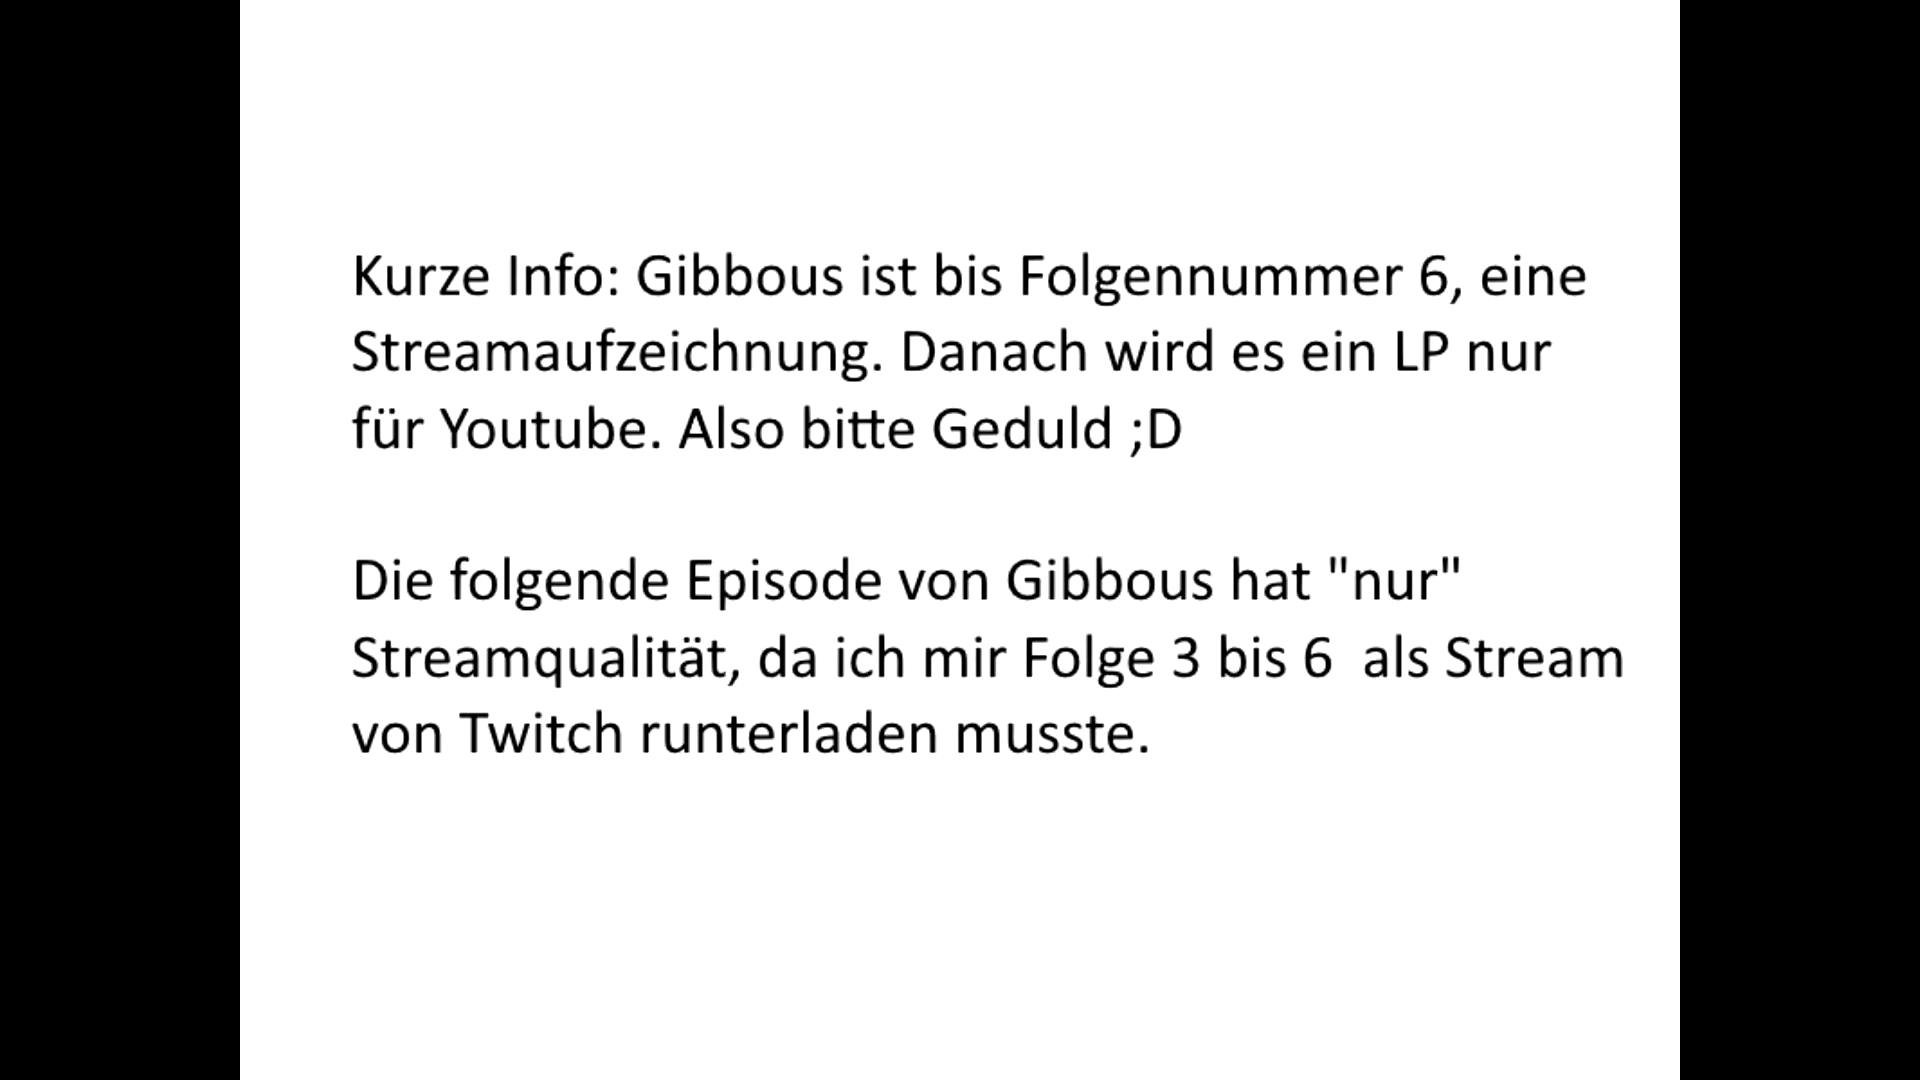 Kurze Info: Gibbous ist bis Folgennummer 6, eine
Streamaufzeichnung. Danach wird es ein LP nur
für Youtube. Also bitte Geduld ;D
Die folgende Episode von Gibbous hat "nur"
Streamqualität, da ich mir Folge 3 bis 6  als Stream
von Twitch runterladen musste.